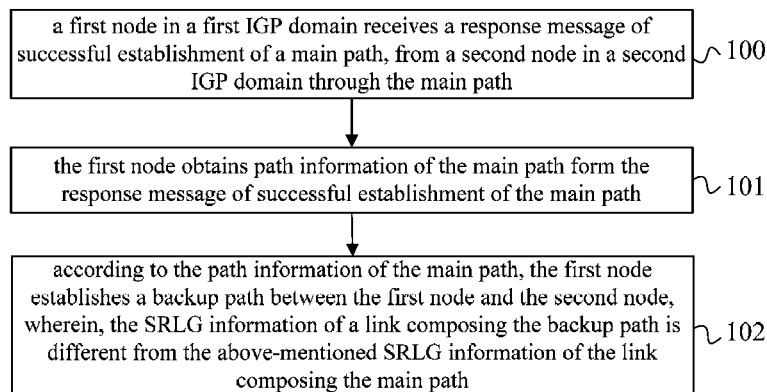 a first node in a first IGP domain receives a response message of
successful establishment of a main path, from a second node in a second
IGP domain through the main path
100
the first node obtains path information of the main path form the
response message of successful establishment of the main path
101
according to the path information of the main path, the first node
establishes a backup path between the first node and the second node,
wherein, the SRLG information of a link composing the backup path is
different from the above-mentioned SRLG information of the link
composing the main path
102